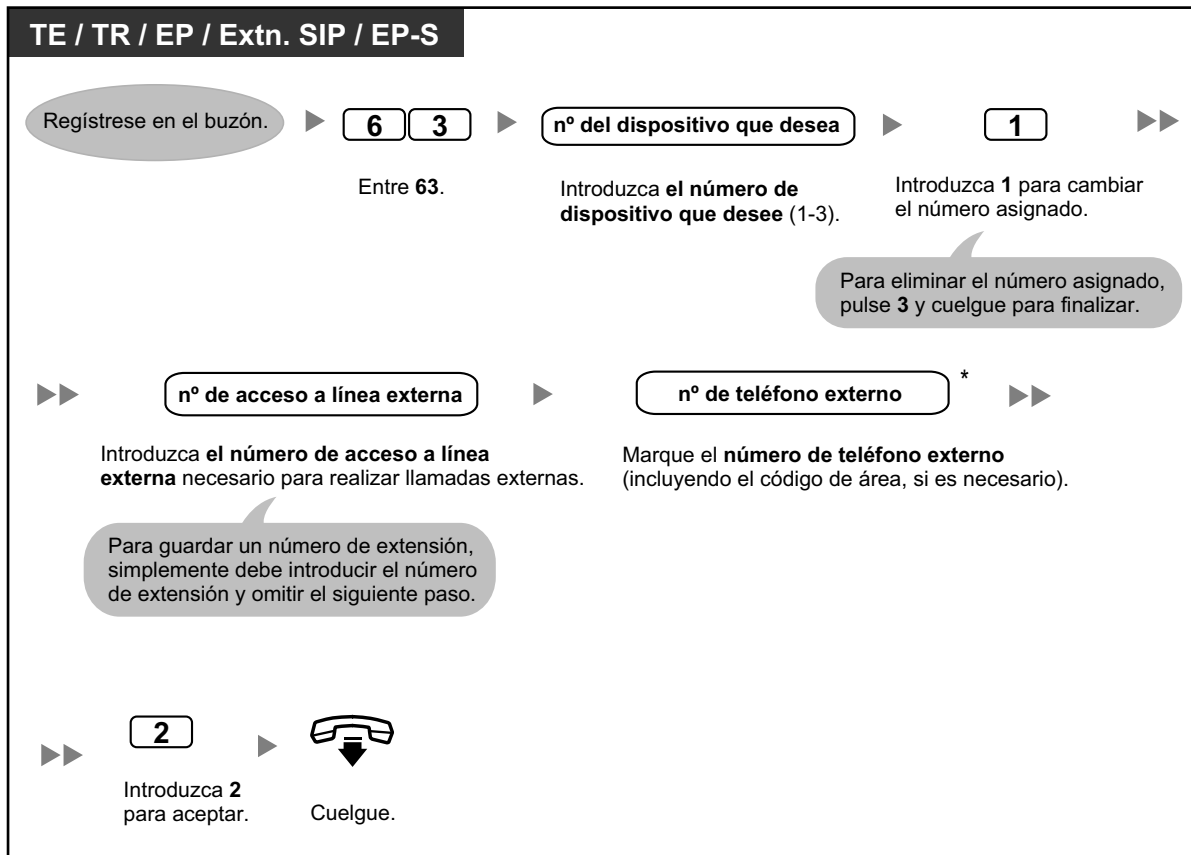 TE / TR / EP / Extn. SIP / EP-S
Regístrese en el buzón.
6 3
nº del dispositivo que desea
1
Entre 63.
Introduzca el número de
dispositivo que desee (1-3).
Introduzca 1 para cambiar
el número asignado.
Para eliminar el número asignado,
pulse 3 y cuelgue para finalizar.
nº de acceso a línea externa
nº de teléfono externo *
Introduzca el número de acceso a línea
externa necesario para realizar llamadas externas.
Marque el número de teléfono externo
(incluyendo el código de área, si es necesario).
Para guardar un número de extensión,
simplemente debe introducir el número
de extensión y omitir el siguiente paso.
2
Introduzca 2
para aceptar.
Cuelgue.